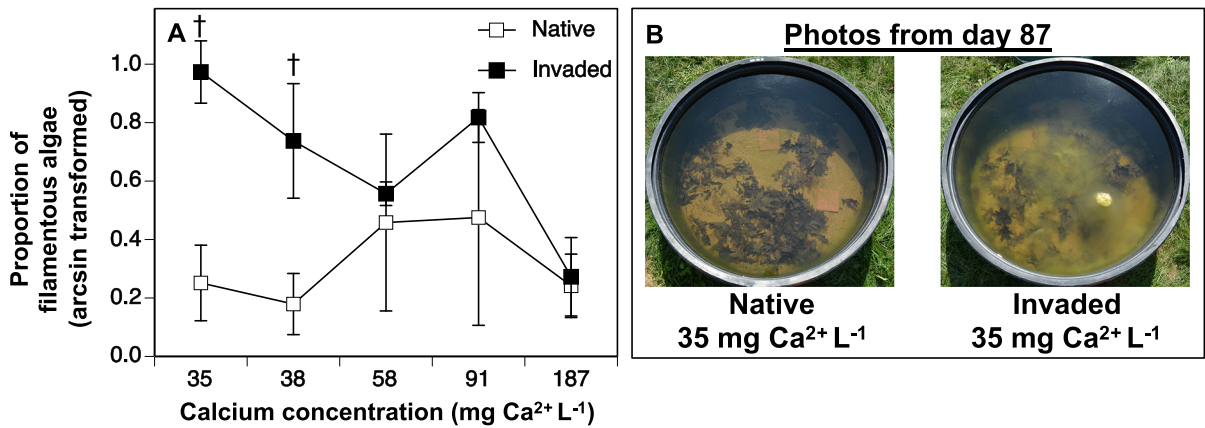 A
†
†
Native
Invaded
1.0
0.8
0.6
0.4
0.2
0.0
Proportion of
filamentous algae
(arcsin transformed)
35 38 58 91 187
Calcium concentration (mg Ca²⁺ L⁻¹)
B
Photos from day 87
Native
35 mg Ca²⁺ L⁻¹
Invaded
35 mg Ca²⁺ L⁻¹